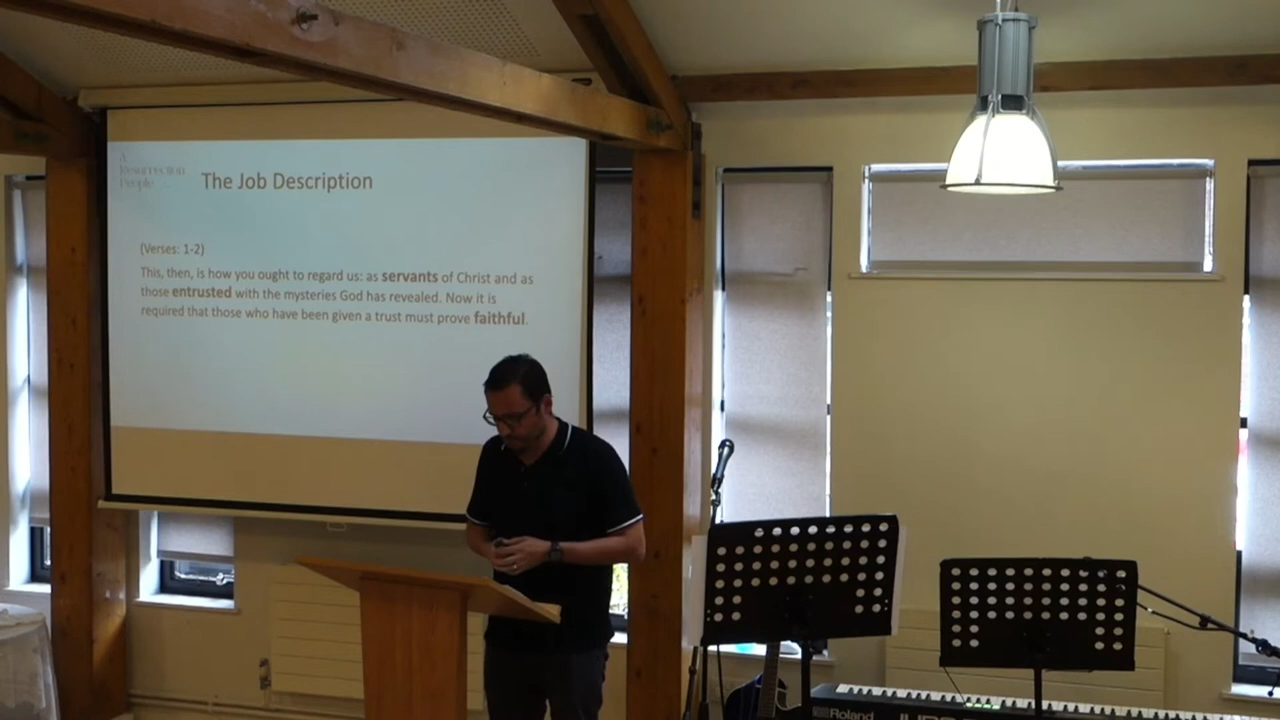 A
Resurrection
People
The Job Description
(Verses: 1-2)
This, then, is how you ought to regard us: as servants of Christ and as
those entrusted with the mysteries God has revealed. Now it is
required that those who have been given a trust must prove faithful.
Roland